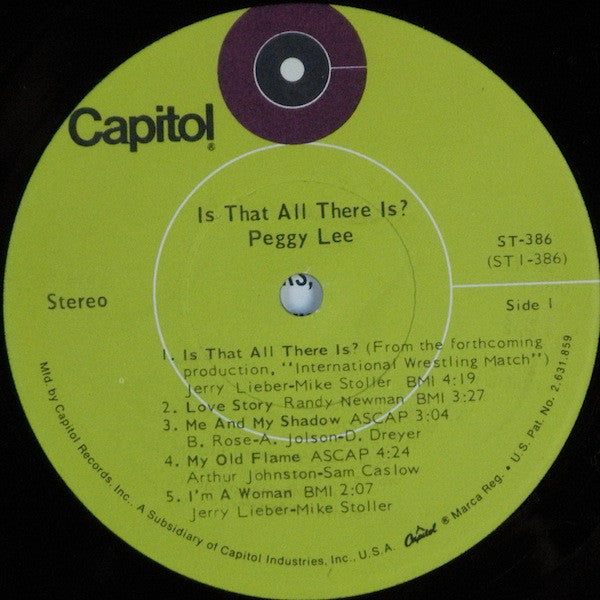 Capitol®
Is That All There Is?
Peggy Lee
ST-386
(ST 1-386)
Stereo
Side 1
1. Is That All There Is? (From the forthcoming
production, "International Wrestling Match")
Jerry Lieber-Mike Stoller BMI 4:19
2. Love Story Randy Newman BMI 3:27
3. Me And My Shadow ASCAP 3:04
B. Rose-A. Jolson-D. Dreyer
4. My Old Flame ASCAP 4:24
Arthur Johnston-Sam Caslow
5. I'm A Woman BMI 2:07
Jerry Lieber-Mike Stoller
Mfd. by Capitol Records, Inc., A Subsidiary of Capitol Industries, Inc., U.S.A. Capitol ® Marca Reg. • U.S. Pat. No. 2,631,859